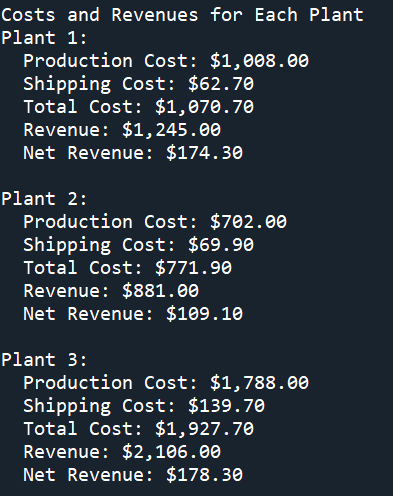 Costs and Revenues for Each Plant
Plant 1:
  Production Cost: $1,008.00
  Shipping Cost: $62.70
  Total Cost: $1,070.70
  Revenue: $1,245.00
  Net Revenue: $174.30

Plant 2:
  Production Cost: $702.00
  Shipping Cost: $69.90
  Total Cost: $771.90
  Revenue: $881.00
  Net Revenue: $109.10

Plant 3:
  Production Cost: $1,788.00
  Shipping Cost: $139.70
  Total Cost: $1,927.70
  Revenue: $2,106.00
  Net Revenue: $178.30